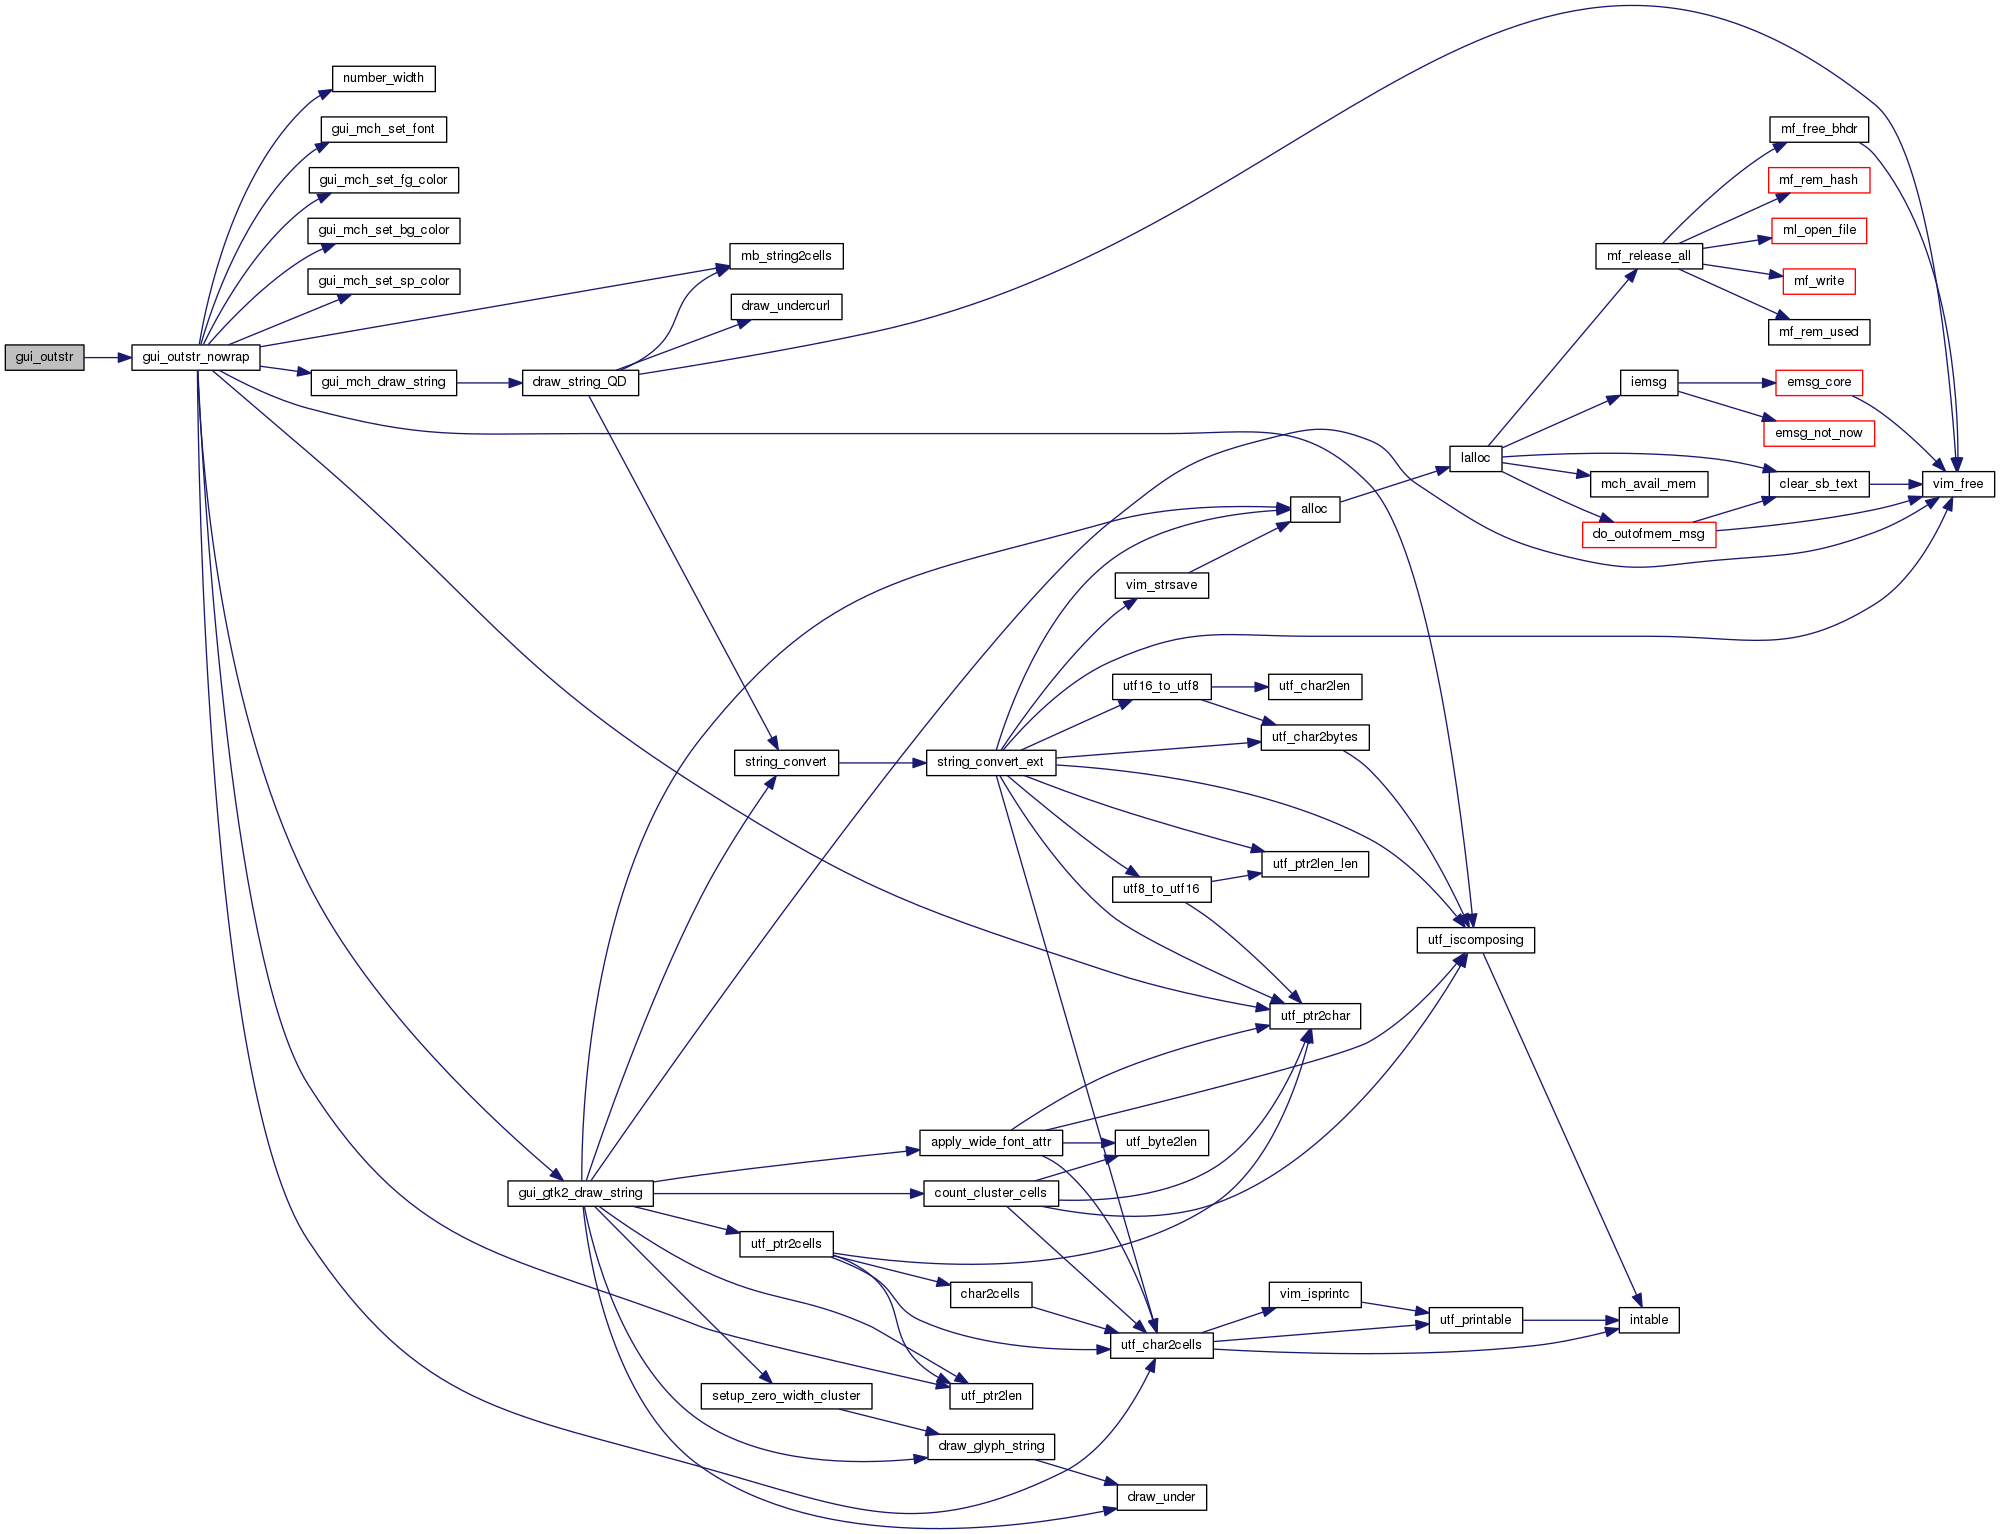 gui_outstr
gui_outstr_nowrap
number_width
gui_mch_set_font
gui_mch_set_fg_color
gui_mch_set_bg_color
gui_mch_set_sp_color
gui_mch_draw_string
draw_string_QD
mb_string2cells
draw_undercurl
string_convert
gui_gtk2_draw_string
utf_ptr2cells
setup_zero_width_cluster
string_convert_ext
apply_wide_font_attr
count_cluster_cells
char2cells
utf_ptr2len
draw_glyph_string
vim_strsave
utf16_to_utf8
utf8_to_utf16
utf_byte2len
utf_char2cells
draw_under
alloc
utf_char2len
utf_char2bytes
utf_ptr2len_len
utf_ptr2char
vim_isprintc
lalloc
utf_iscomposing
utf_printable
mf_release_all
iemsg
mch_avail_mem
do_outofmem_msg
intable
mf_free_bhdr
mf_rem_hash
ml_open_file
mf_write
mf_rem_used
emsg_core
emsg_not_now
clear_sb_text
vim_free